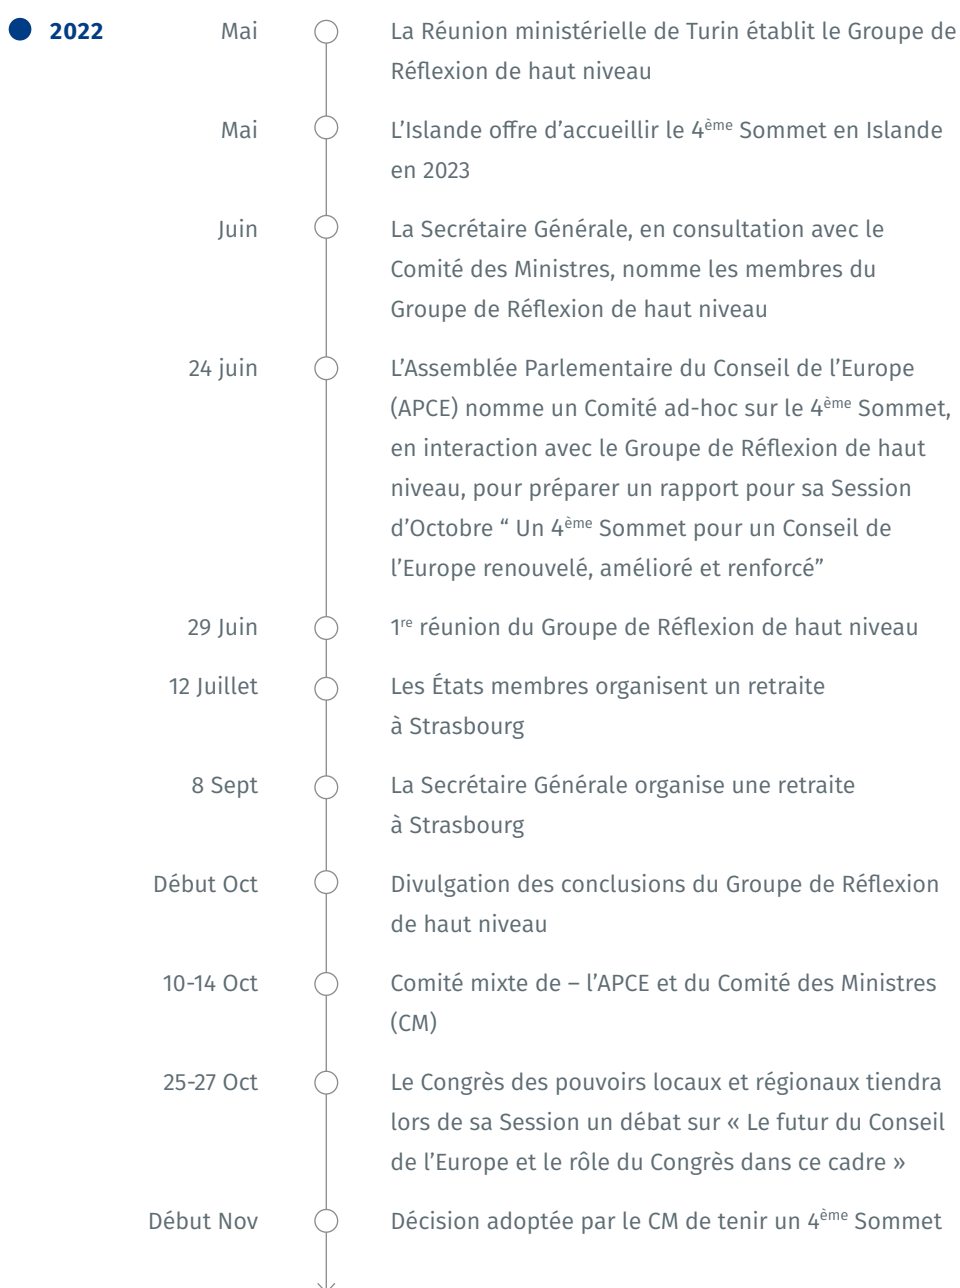 2022 Mai La Réunion ministérielle de Turin établit le Groupe de
Réflexion de haut niveau
Mai L’Islande offre d’accueillir le 4ème Sommet en Islande
en 2023
Juin La Secrétaire Générale, en consultation avec le
Comité des Ministres, nomme les membres du
Groupe de Réflexion de haut niveau
24 juin L’Assemblée Parlementaire du Conseil de l’Europe
(APCE) nomme un Comité ad-hoc sur le 4ème Sommet,
en interaction avec le Groupe de Réflexion de haut
niveau, pour préparer un rapport pour sa Session
d’Octobre “ Un 4ème Sommet pour un Conseil de
l’Europe renouvelé, amélioré et renforcé”
29 Juin 1re réunion du Groupe de Réflexion de haut niveau
12 Juillet Les États membres organisent un retraite
à Strasbourg
8 Sept La Secrétaire Générale organise une retraite
à Strasbourg
Début Oct Divulgation des conclusions du Groupe de Réflexion
de haut niveau
10-14 Oct Comité mixte de – l’APCE et du Comité des Ministres
(CM)
25-27 Oct Le Congrès des pouvoirs locaux et régionaux tiendra
lors de sa Session un débat sur « Le futur du Conseil
de l’Europe et le rôle du Congrès dans ce cadre »
Début Nov Décision adoptée par le CM de tenir un 4ème Sommet